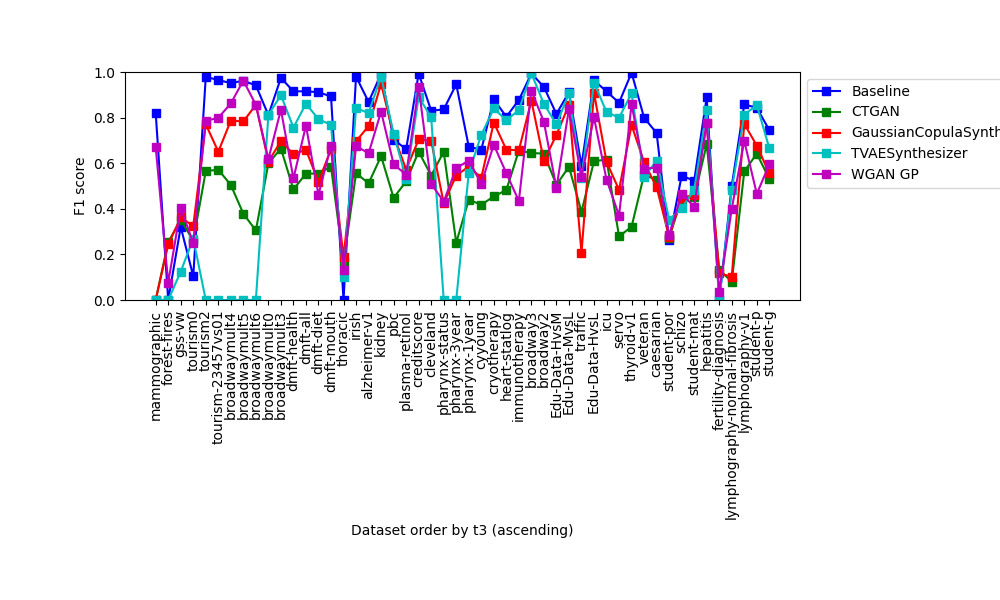 1.0
0.8
0.6
0.4
0.2
0.0
F1 score
Baseline
CTGAN
GaussianCopulaSynth
TVAESynthesizer
WGAN GP
mammographic
forest-fires
gss-vw
tourism0
tourism2
tourism-23457vs01
broadwaymult4
broadwaymult5
broadwaymult6
broadwaymult0
broadwaymult3
dmft-health
dmft-all
dmft-diet
dmft-mouth
thoracic
irish
alzheimer-v1
kidney
pbc
plasma-retinol
creditscore
cleveland
pharynx-status
pharynx-3year
pharynx-1year
cyyoung
cryotherapy
heart-statlog
immunotherapy
broadway3
broadway2
Edu-Data-HvsM
Edu-Data-MvsL
traffic
Edu-Data-HvsL
icu
servo
thyroid-v1
veteran
caesarian
student-por
schizo
student-mat
hepatitis
fertility-diagnosis
lymphography-normal-fibrosis
lymphography-v1
student-p
student-g
Dataset order by t3 (ascending)